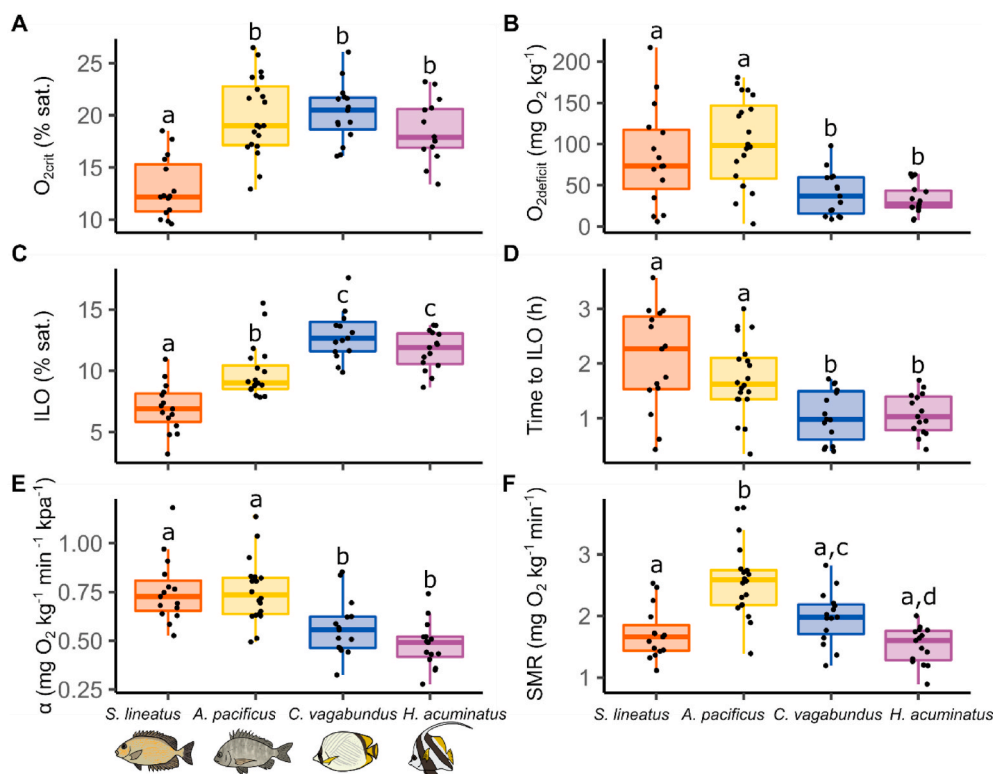 A
O2crit (% sat.)
25
20
15
10
a
b
b
b
B
O2deficit (mg O2 kg-1)
200
150
100
50
0
a
a
b
b
C
ILO (% sat.)
15
10
5
a
b
c
c
D
Time to ILO (h)
3
2
1
a
a
b
b
E
α (mg O2 kg-1 min-1 kpa-1)
1.00
0.75
0.50
0.25
a
a
b
b
S. lineatus A. pacificus C. vagabundus H. acuminatus
F
SMR (mg O2 kg-1 min-1)
3
2
1
a
b
a,c
a,d
S. lineatus A. pacificus C. vagabundus H. acuminatus